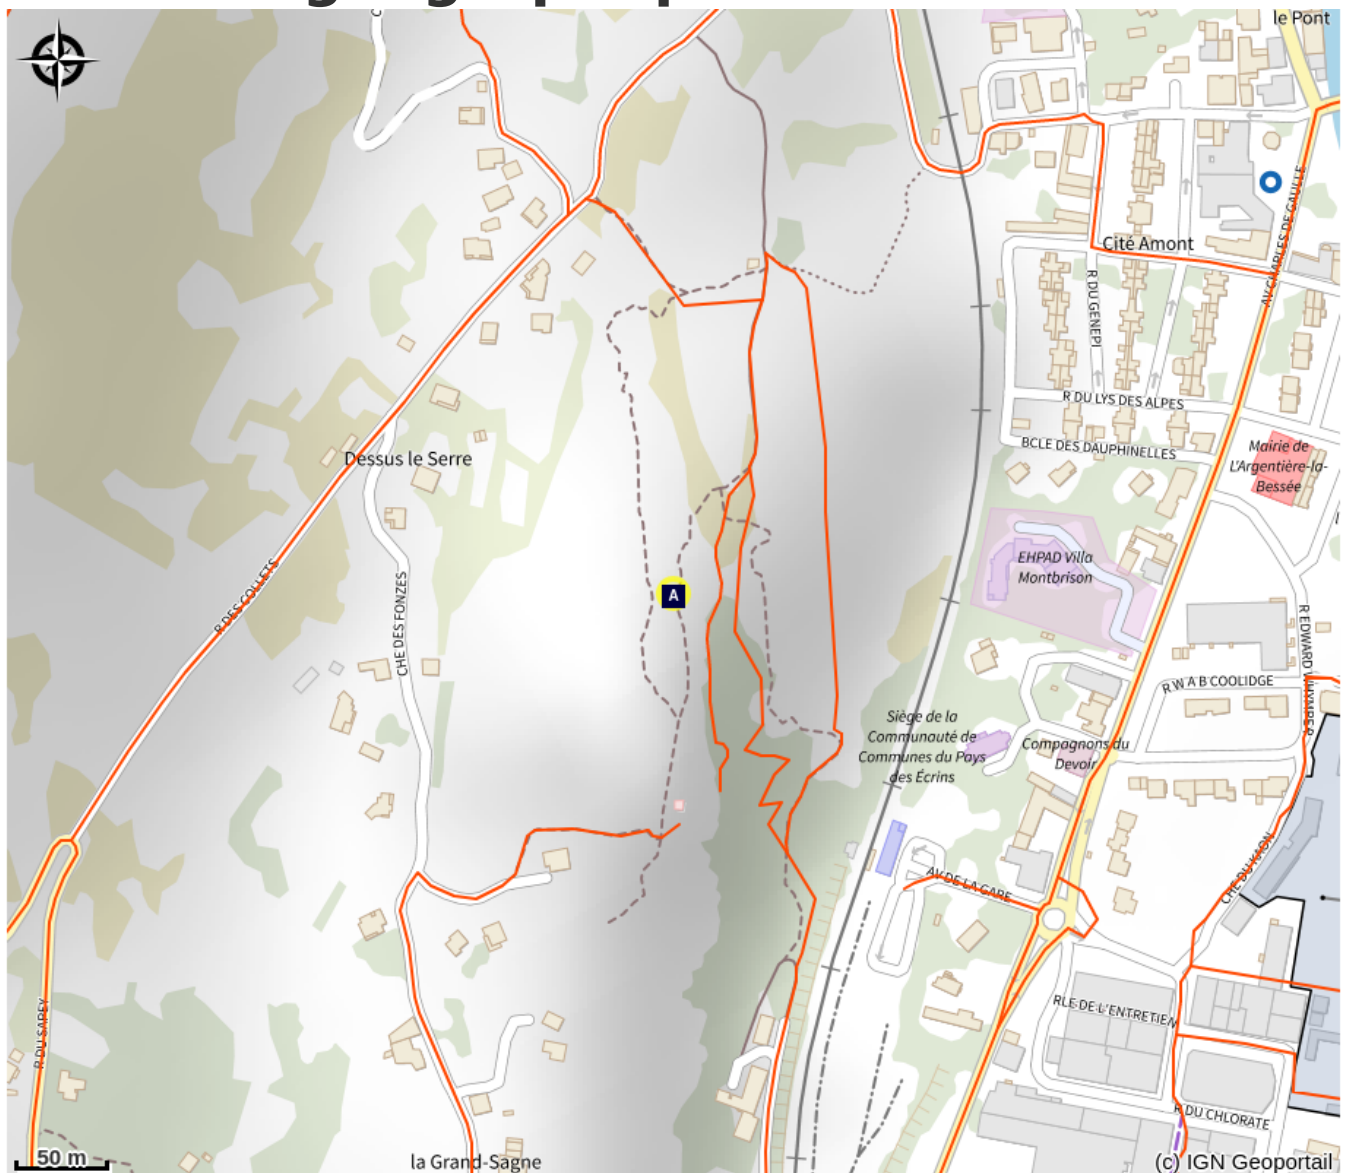 le Pont
AV CHARLES DE GAULLE
Cité Amont
R DU GENEPI
R DU LYS DES ALPES
BCLE DES DAUPHINELLES
Mairie de
L'Argentière-la-
Bessée
Dessus le Serre
EHPAD Villa
Montbrison
R DES COLLETS
CHE DES FONZES
A
R EDWARD WHYMPER
R W A B COOLIDGE
Siège de la
Communauté de
Communes du Pays
des Écrins
Compagnons du
Devoir
CHE DU KAON
AV DE LA GARE
RLE DE L'ENTRETIEN
R DU SAPEY
R DU CHLORATE
50 m
la Grand-Sagne
(c) IGN Geoportail